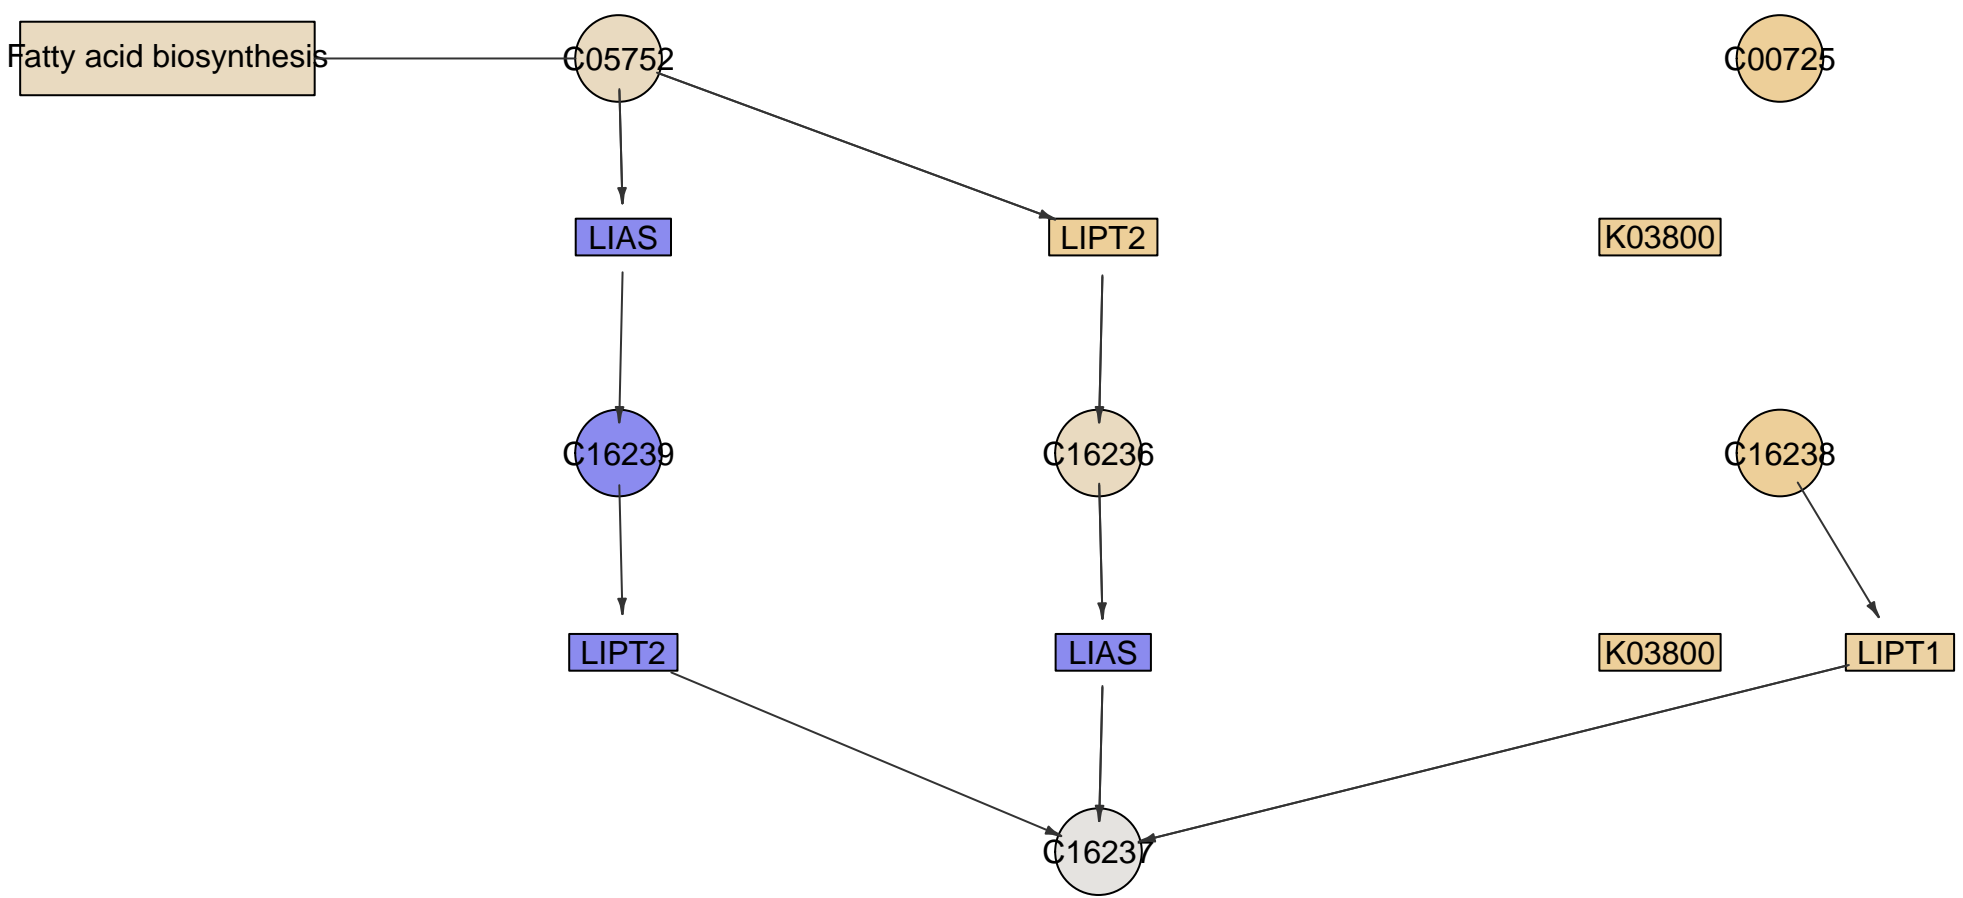 Fatty acid biosynthesis
C05752
C00725
LIAS
LIPT2
K03800
C16239
C16236
C16238
LIPT2
LIAS
K03800
LIPT1
C16237